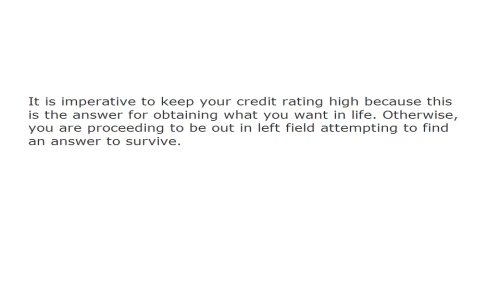 It is imperative to keep your credit rating high because this
is the answer for obtaining what you want in life. Otherwise,
you are proceeding to be out in left field attempting to find
an answer to survive.